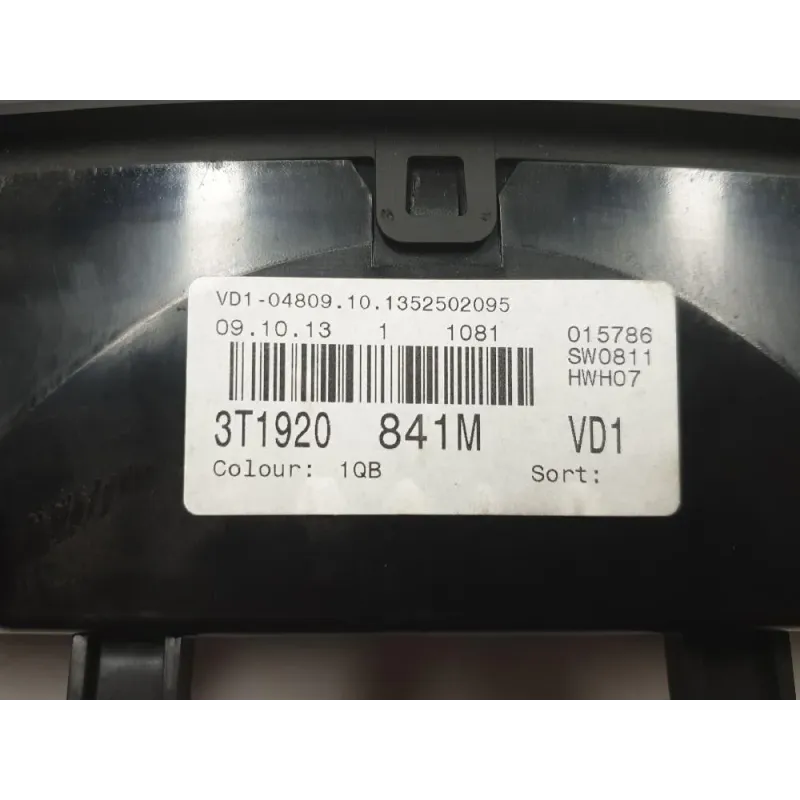 VD1-04809.10.1352502095
09.10.13 1 1081 015786
SW0811
HWH07
3T1920 841M VD1
Colour: 1QB Sort: